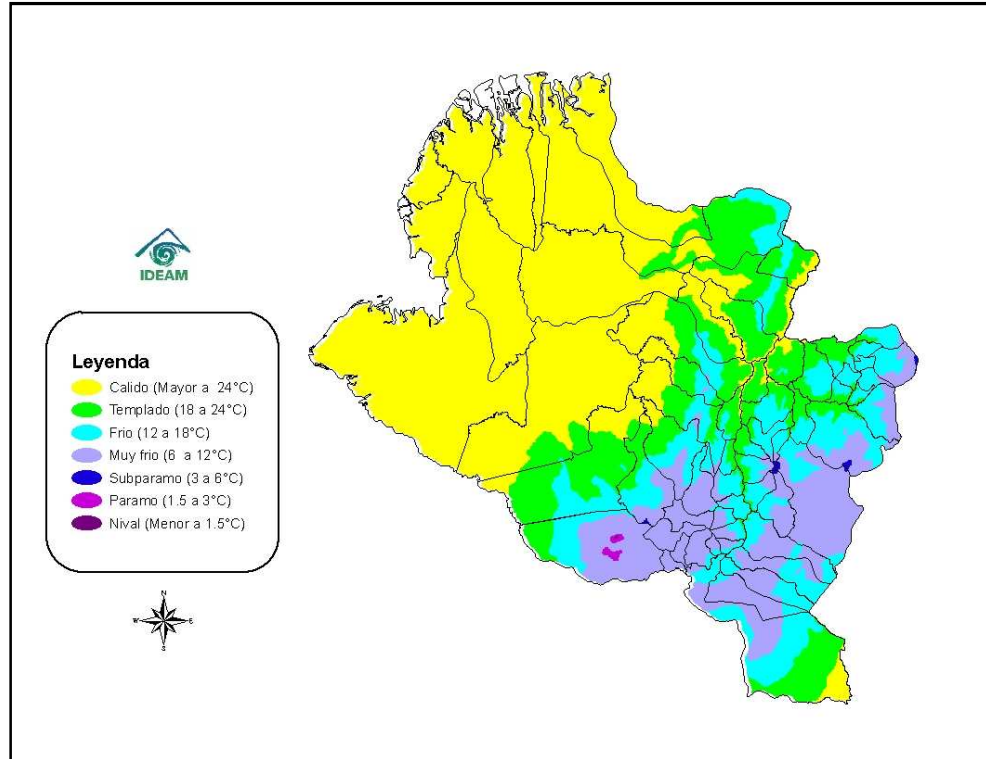 IDEAM
Leyenda
Calido (Mayor a 24°C)
Templado (18 a 24°C)
Frio (12 a 18°C)
Muy frio (6 a 12°C)
Subparamo (3 a 6°C)
Paramo (1.5 a 3°C)
Nival (Menor a 1.5°C)
N
W E
S